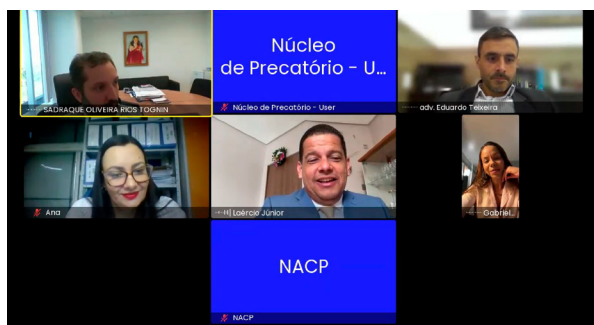 SADRAQUE OLIVEIRA RIOS TOGNIN
Núcleo
de Precatório - U...
Núcleo de Precatório - User
adv. Eduardo Teixeira
Ana
Laércio Júnior
Gabriel...
NACP
NACP